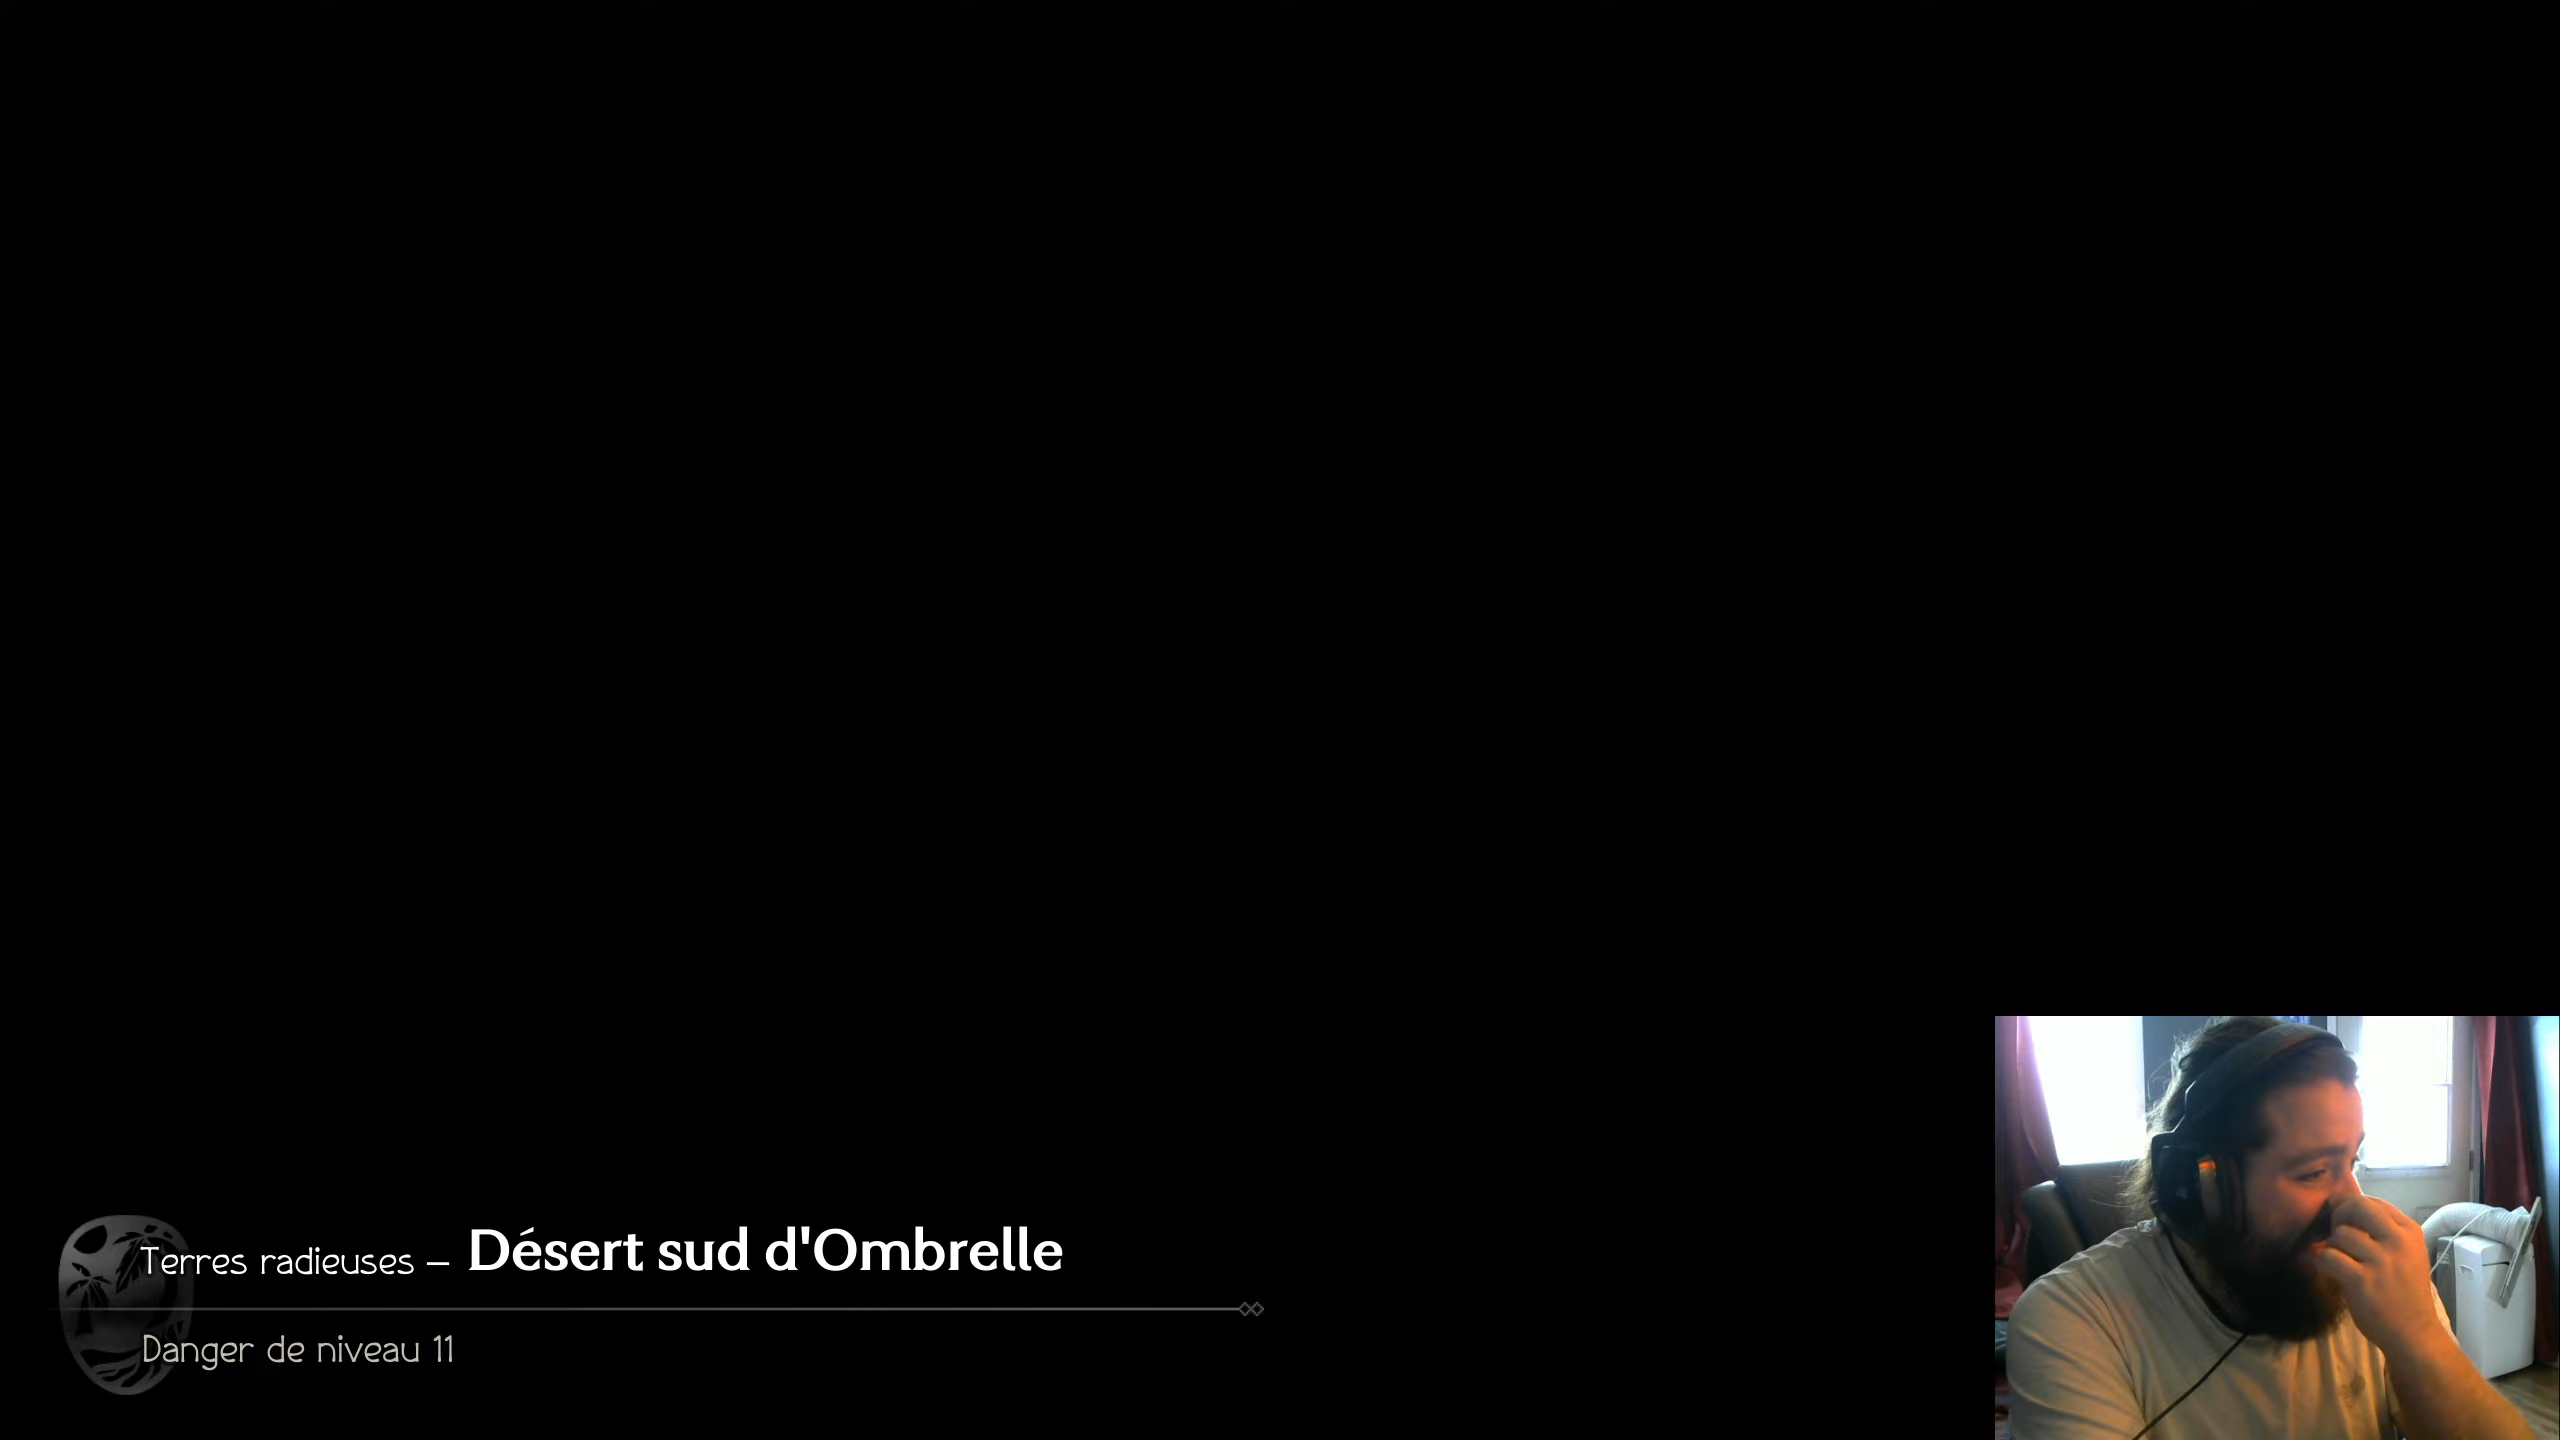 Terres radieuses – Désert sud d'Ombrelle
Danger de niveau 11